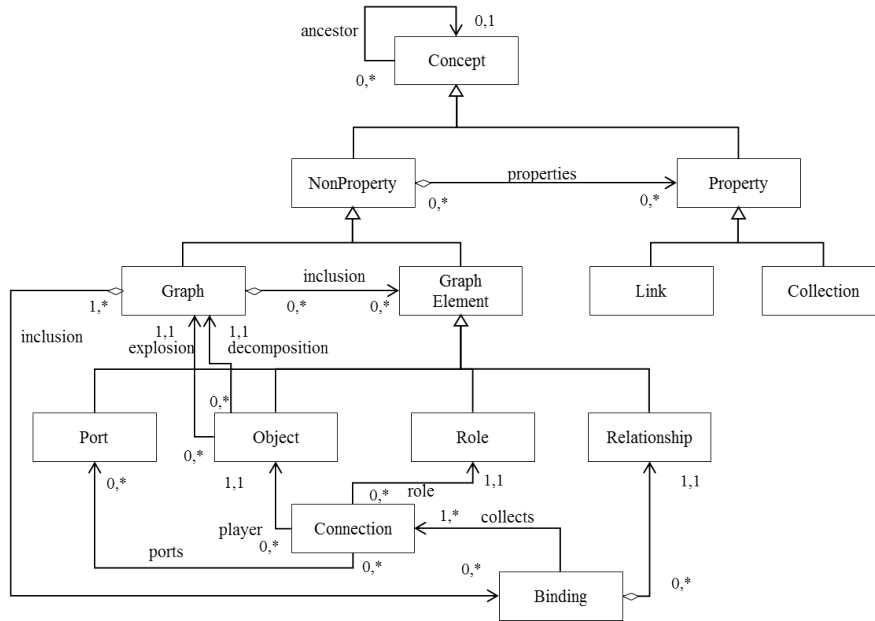 ancestor
0,1
Concept
0,*
NonProperty
properties
Property
0,*
0,*
Graph
inclusion
Graph
Element
Link
Collection
1,*
0,*
0,*
inclusion
1,1
1,1
explosion
decomposition
0,*
Port
Object
Role
Relationship
0,*
0,*
1,1
1,1
1,1
role
0,*
1,*
collects
player
Connection
0,*
ports
0,*
0,*
0,*
Binding